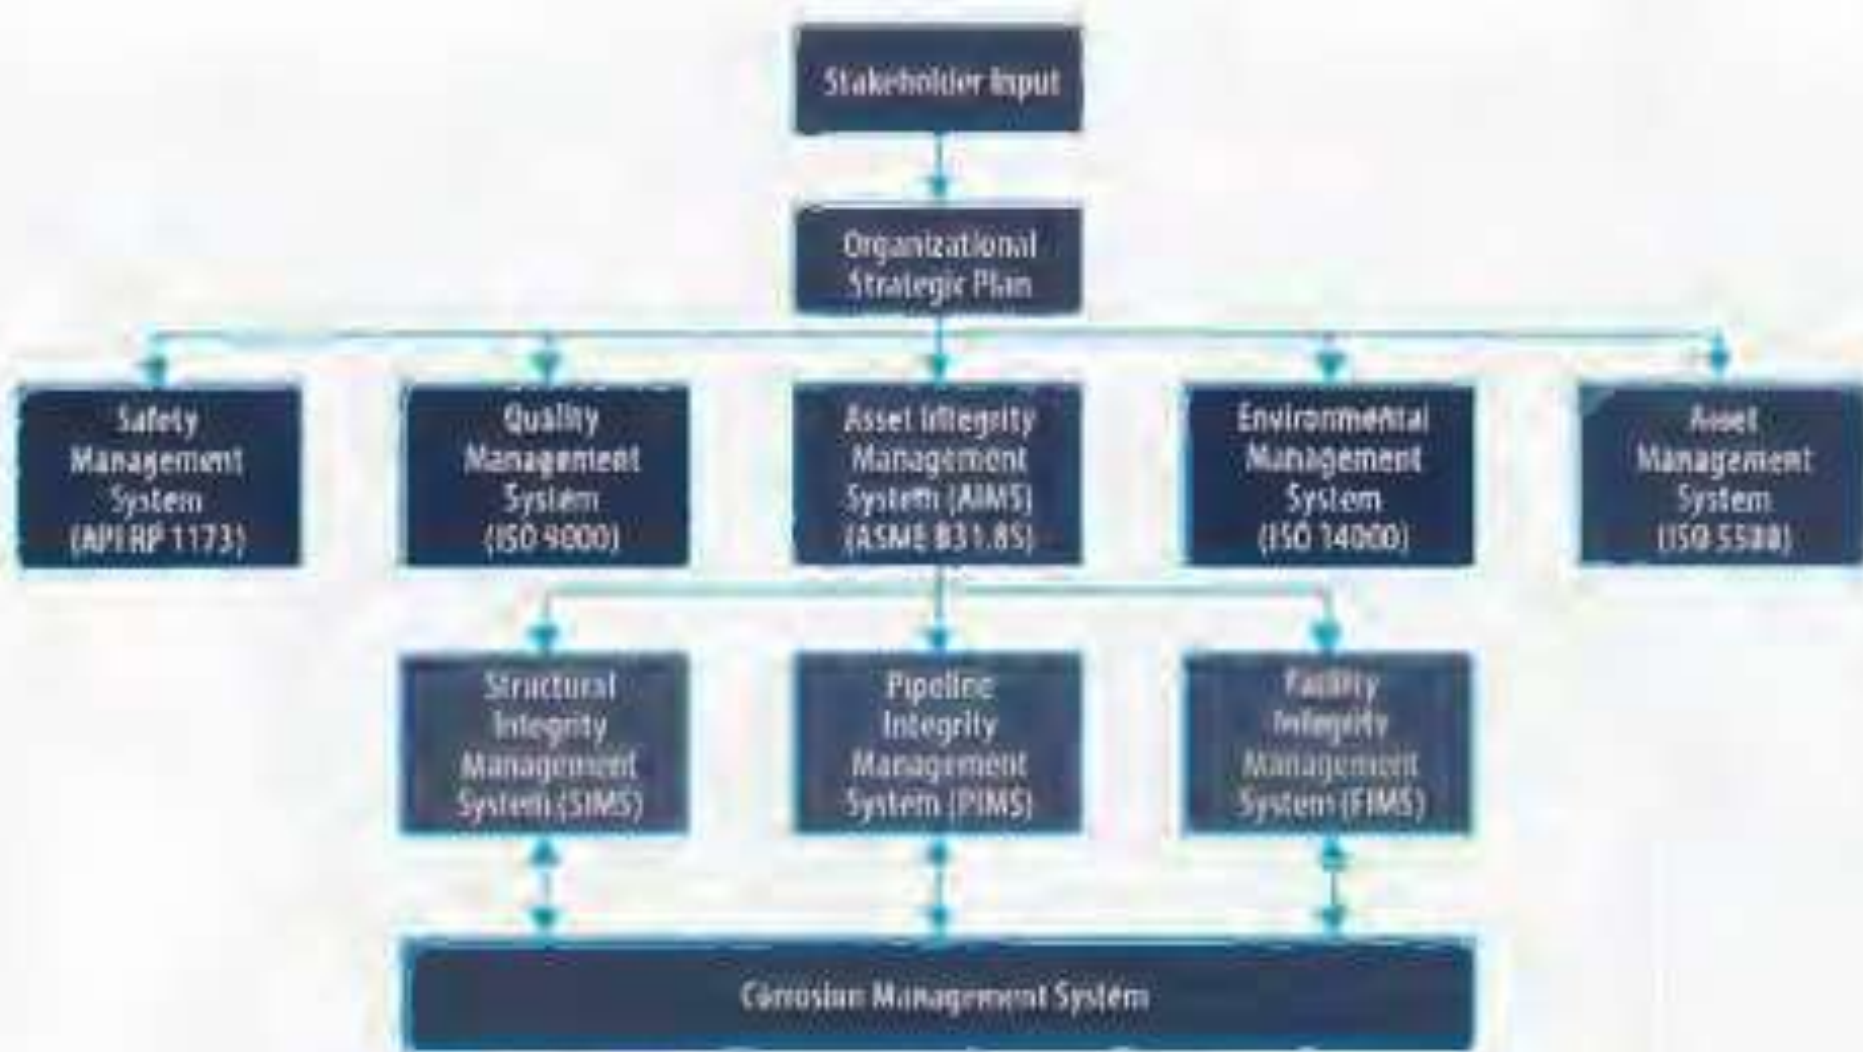 Stakeholder Input
Organizational
Strategic Plan
Safety
Management
System
(API RP 1173)
Quality
Management
System
(ISO 9000)
Asset Integrity
Management
System (AIMS)
(ASME B31.8S)
Environmental
Management
System
(ISO 14000)
Asset
Management
System
(ISO
Structural
Integrity
Management
System (SIMS)
Pipeline
Integrity
Management
System (PIMS)
Facility
Integrity
Management
System (FIMS)
Corrosion Management System